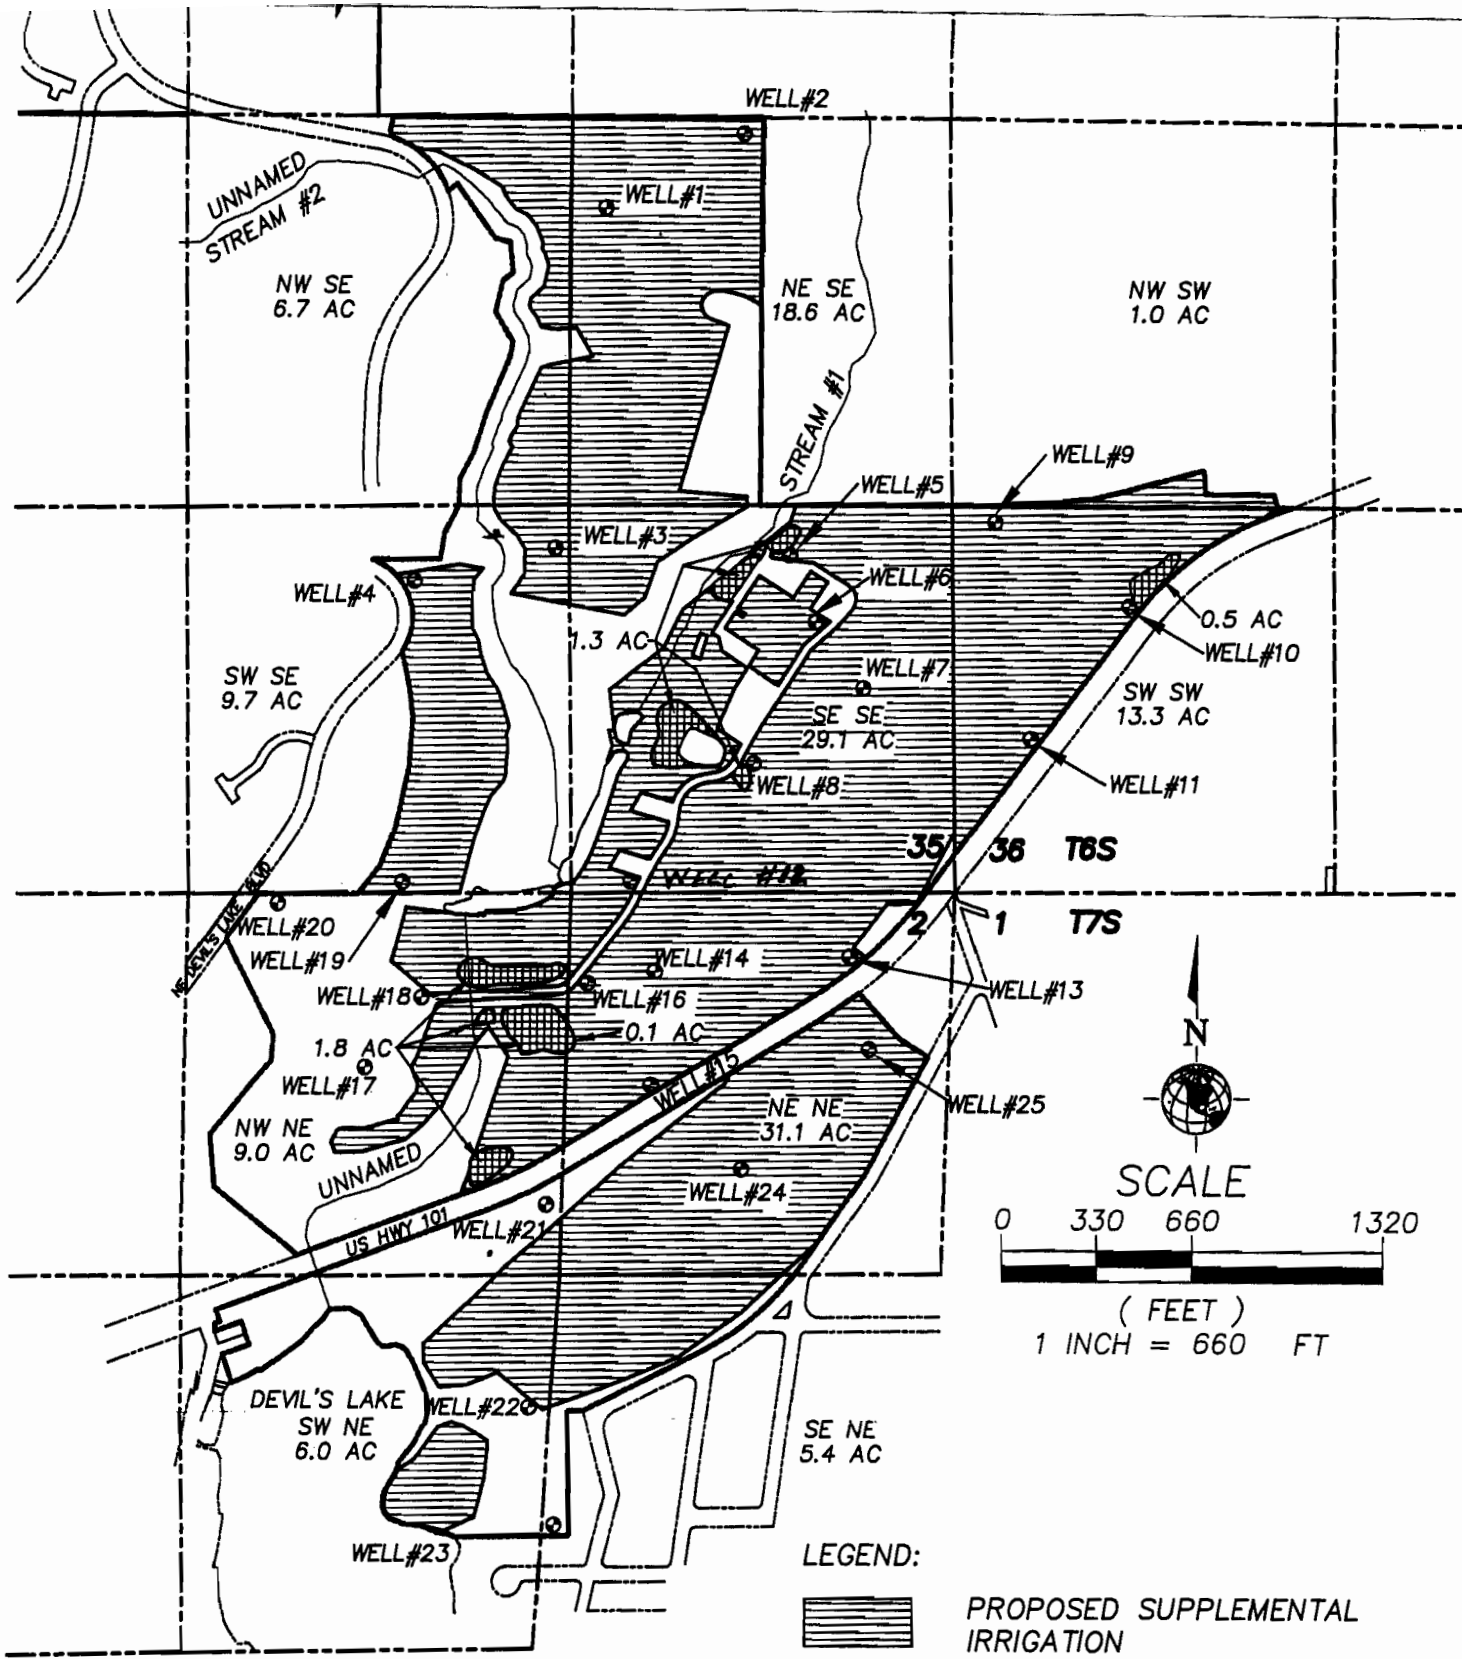 WELL#2
UNNAMED
STREAM #2
WELL#1
NW SE
6.7 AC
NE SE
18.6 AC
NW SW
1.0 AC
STREAM #1
WELL#9
WELL#5
WELL#3
WELL#4
WELL#6
1.3 AC
0.5 AC
WELL#10
WELL#7
SW SE
9.7 AC
SW SW
13.3 AC
SE SE
29.1 AC
WELL#8
WELL#11
35
36
T6S
WELL #12
NE DEVIL'S LAKE BLVD
WELL#20
2
1
T7S
WELL#19
WELL#14
WELL#18
WELL#16
WELL#13
N
1.8 AC
0.1 AC
WELL#17
WELL#15
NE NE
31.1 AC
WELL#25
NW NE
9.0 AC
UNNAMED
WELL#24
US HWY 101
WELL#21
SCALE
0 330 660 1320
( FEET )
1 INCH = 660 FT
DEVIL'S LAKE
SW NE
6.0 AC
WELL#22
SE NE
5.4 AC
WELL#23
LEGEND:
PROPOSED SUPPLEMENTAL
IRRIGATION